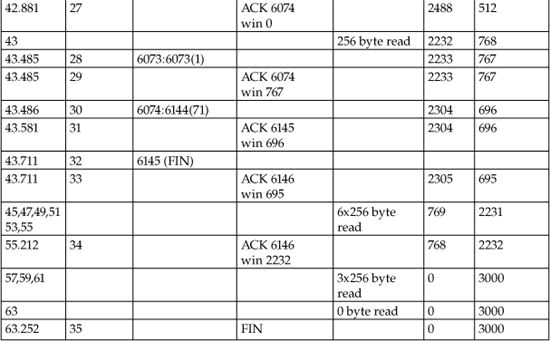 42.881 27 ACK 6074 2488 512
win 0
43 256 byte read 2232 768
43.485 28 6073:6073(1) 2233 767
43.485 29 ACK 6074 2233 767
win 767
43.486 30 6074:6144(71) 2304 696
43.581 31 ACK 6145 2304 696
win 696
43.711 32 6145 (FIN)
43.711 33 ACK 6146 2305 695
win 695
45,47,49,51 6x256 byte 769 2231
53,55 read
55.212 34 ACK 6146 768 2232
win 2232
57,59,61 3x256 byte 0 3000
read
63 0 byte read 0 3000
63.252 35 FIN 0 3000